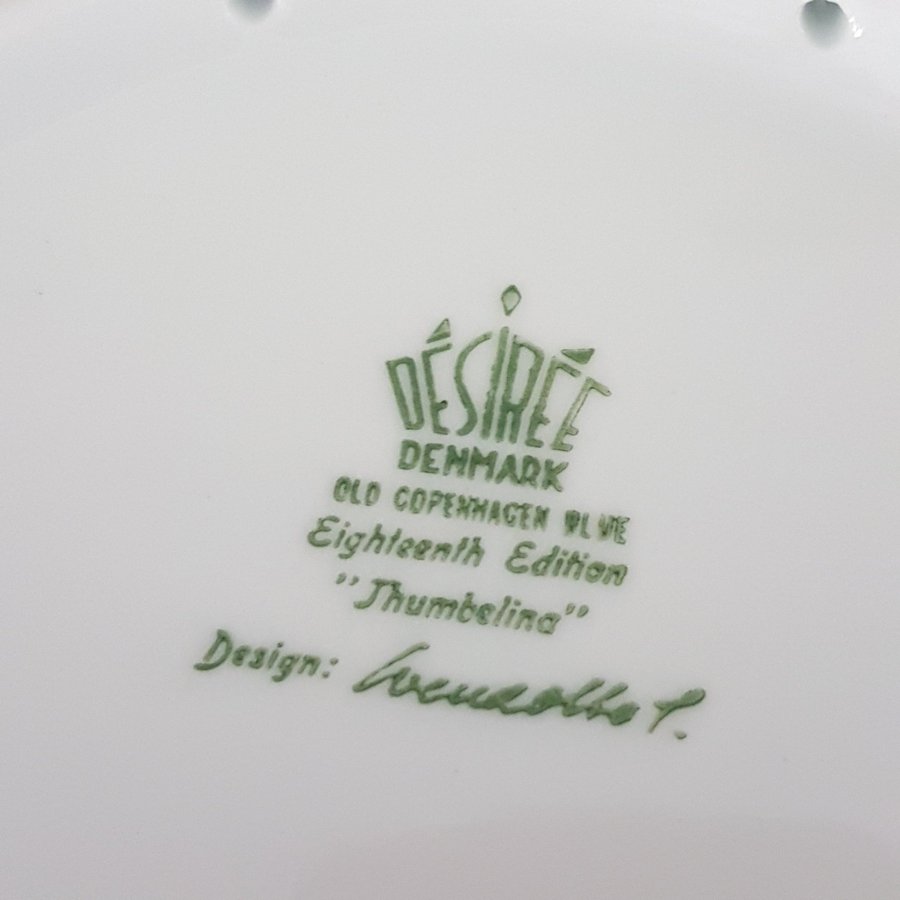 DÉSIRÉE
DENMARK
OLD COPENHAGEN BLUE
Eighteenth Edition
"Thumbelina"
Design: